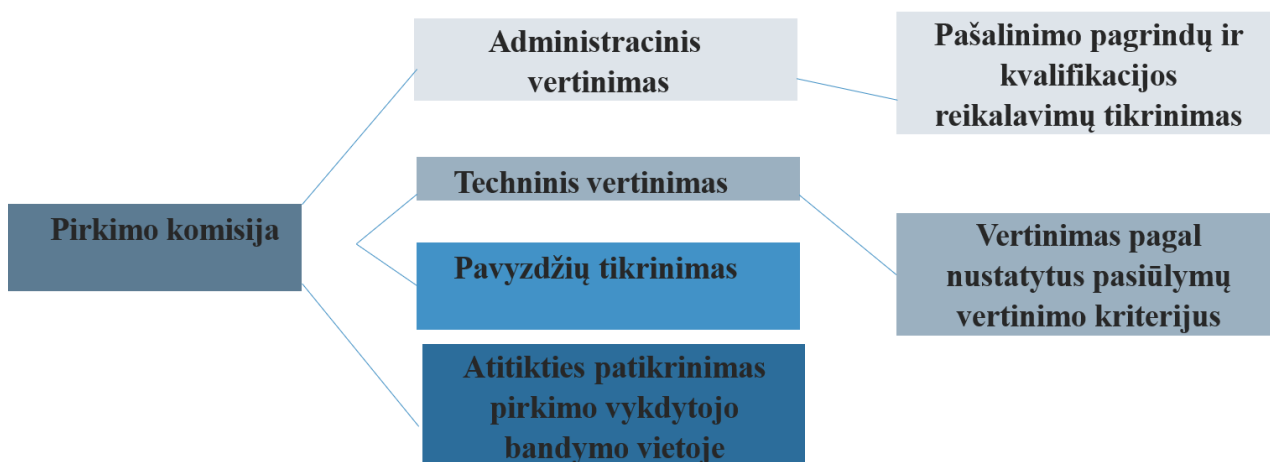 Pirkimo komisija
Administracinis
vertinimas
Techninis vertinimas
Pavyzdžių tikrinimas
Atitikties patikrinimas
pirkimo vykdytojo
bandymo vietoje
Pašalinimo pagrindų ir
kvalifikacijos
reikalavimų tikrinimas
Vertinimas pagal
nustatytus pasiūlymų
vertinimo kriterijus